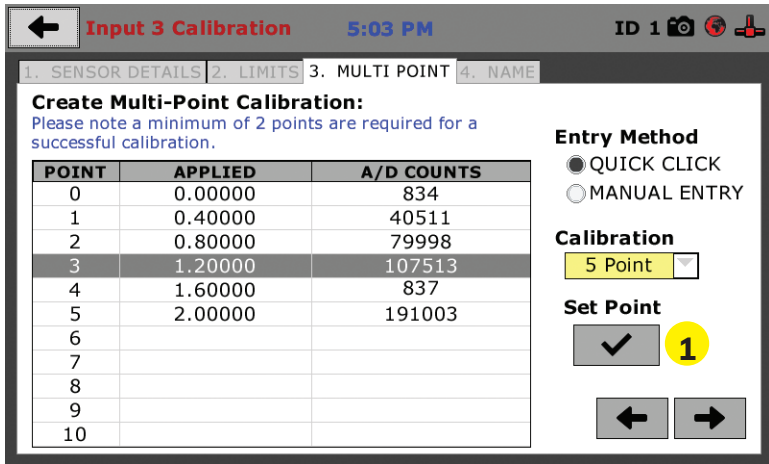 Input 3 Calibration 5:03 PM ID 1
1. SENSOR DETAILS 2. LIMITS 3. MULTI POINT 4. NAME
Create Multi-Point Calibration:
Please note a minimum of 2 points are required for a
successful calibration.
POINT APPLIED A/D COUNTS
0 0.00000 834
1 0.40000 40511
2 0.80000 79998
3 1.20000 107513
4 1.60000 837
5 2.00000 191003
6
7
8
9
10
Entry Method
QUICK CLICK
MANUAL ENTRY
Calibration
5 Point
Set Point
1